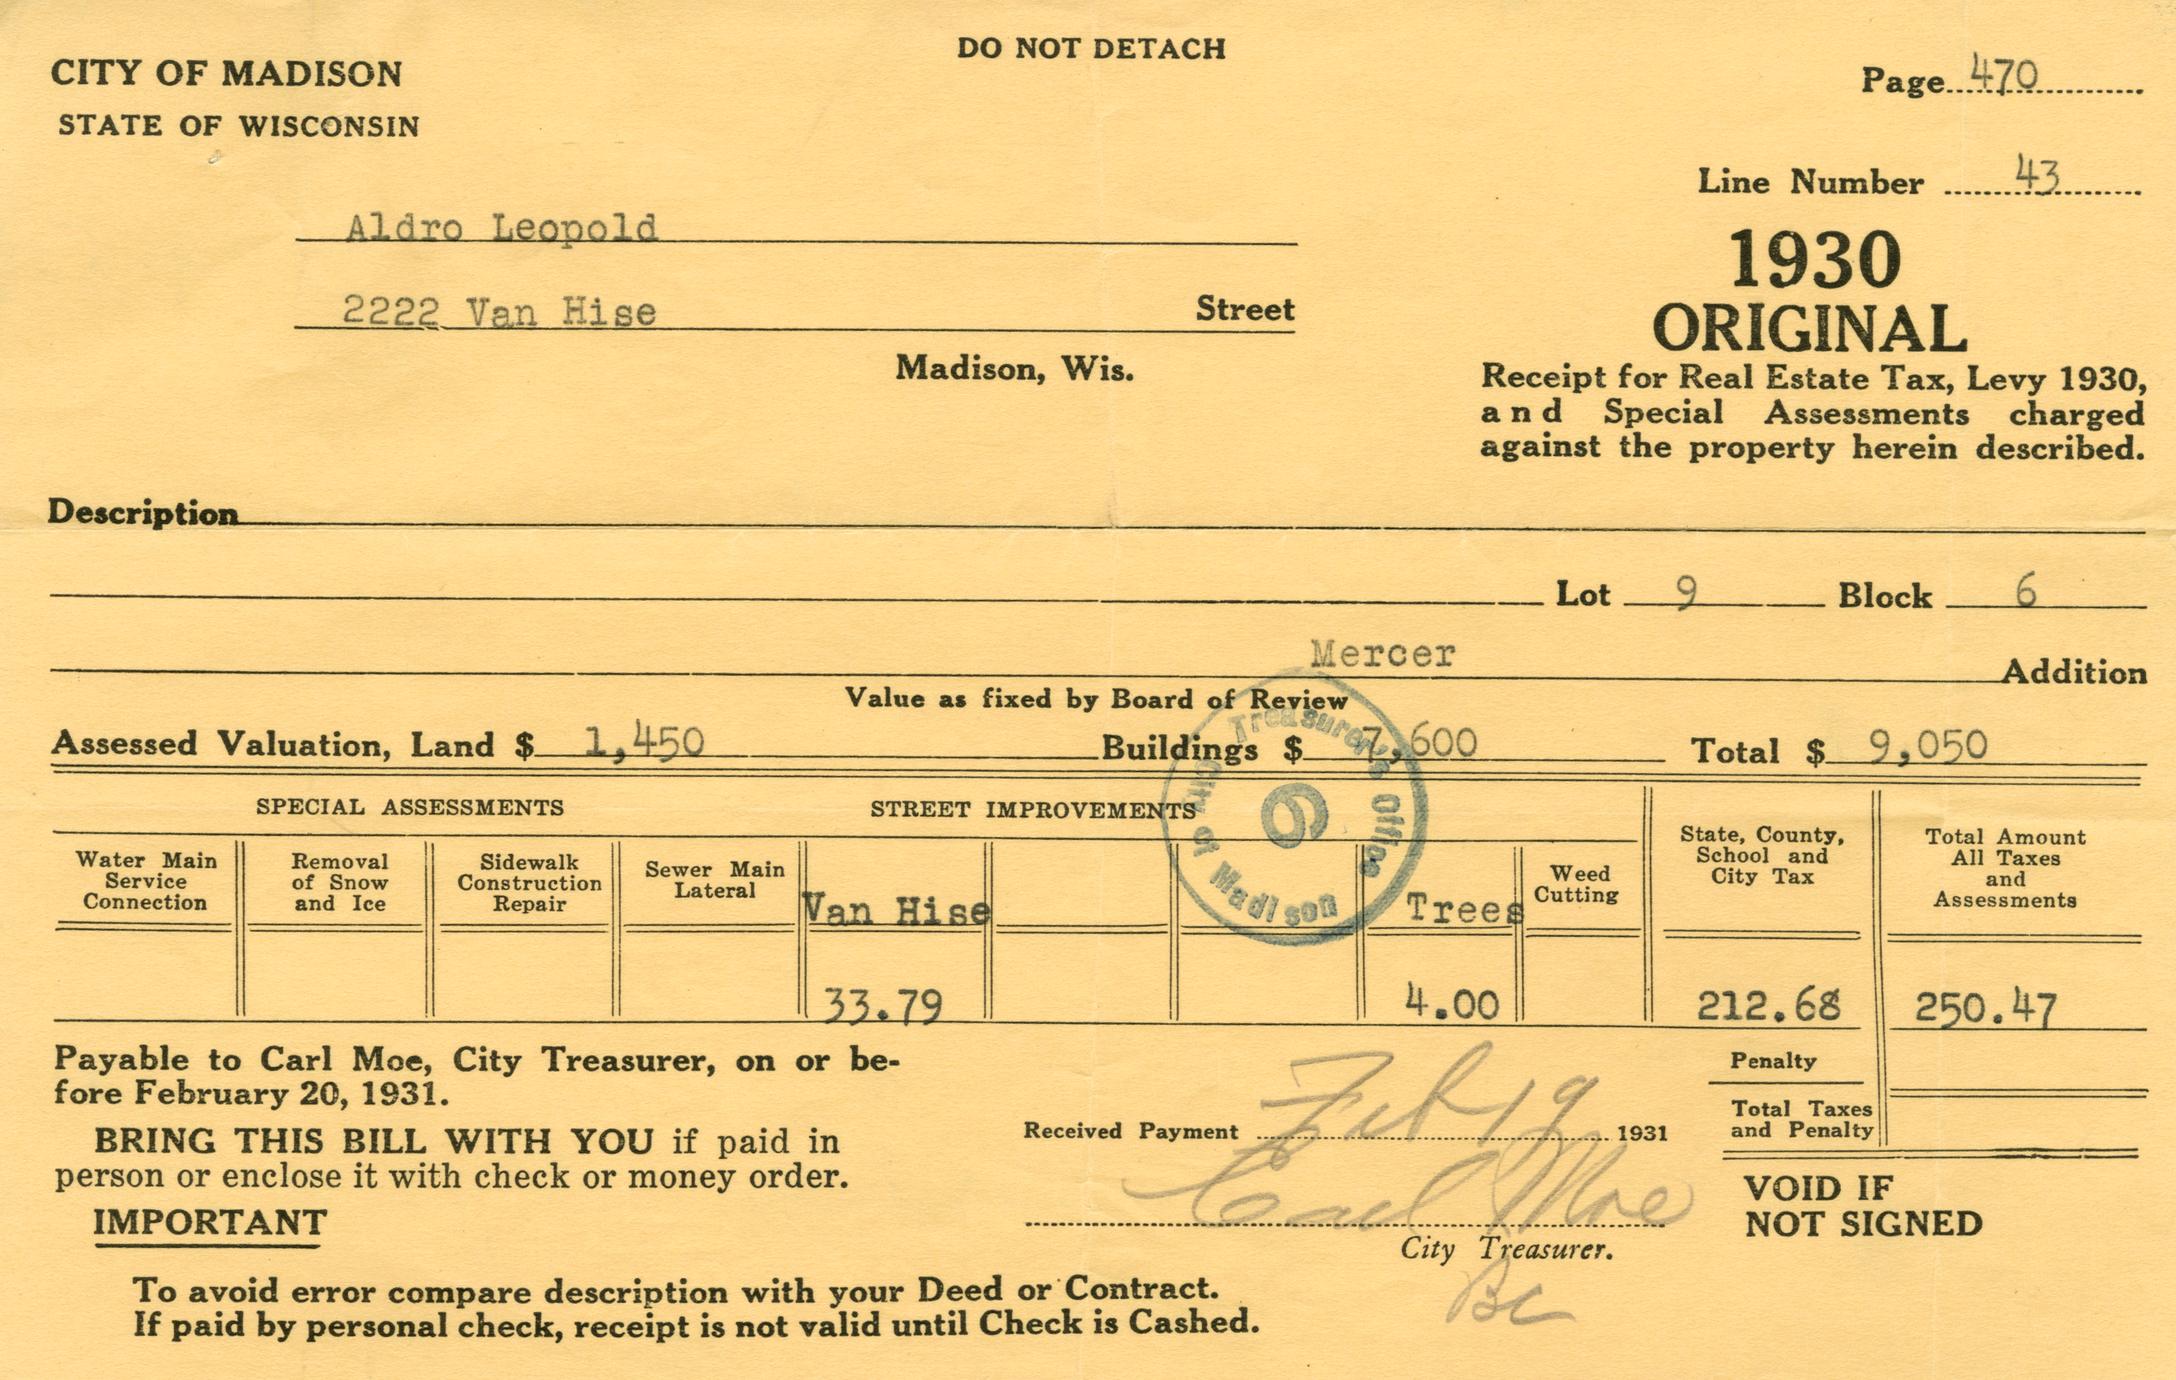 DO NOT DETACH
CITY OF MADISON
STATE OF WISCONSIN
Page 470
Line Number 43
Aldro Leopold
2222 Van Hise Street
Madison, Wis.
1930
ORIGINAL
Receipt for Real Estate Tax, Levy 1930,
and Special Assessments charged
against the property herein described.
Description
Lot 9 Block 6
Mercer Addition
Value as fixed by Board of Review
Assessed Valuation, Land $ 1,450 Buildings $ 7,600 Total $ 9,050
Treasurer's Office
City of Madison
6
SPECIAL ASSESSMENTS STREET IMPROVEMENTS
Water Main
Service
Connection
Removal
of Snow
and Ice
Sidewalk
Construction
Repair
Sewer Main
Lateral
Van Hise
Trees
Weed
Cutting
State, County,
School and
City Tax
Total Amount
All Taxes
and
Assessments
33.79 4.00 212.68 250.47
Payable to Carl Moe, City Treasurer, on or be-
fore February 20, 1931.
BRING THIS BILL WITH YOU if paid in
person or enclose it with check or money order.
IMPORTANT
To avoid error compare description with your Deed or Contract.
If paid by personal check, receipt is not valid until Check is Cashed.
Received Payment Feb 19 1931
Carl Moe
City Treasurer.
Bc
Penalty
Total Taxes
and Penalty
VOID IF
NOT SIGNED